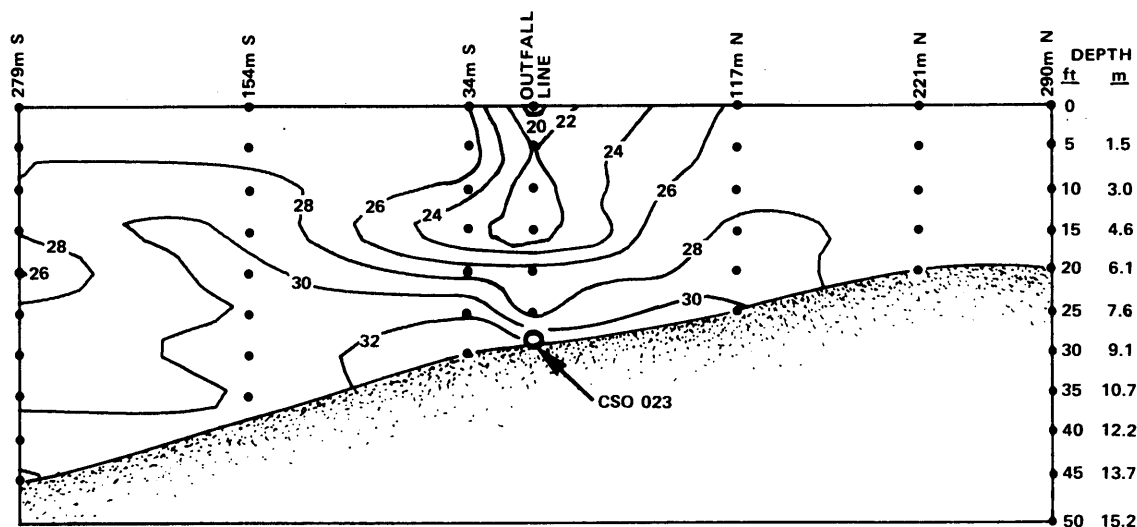 279m S
154m S
34m S
OUTFALL
LINE
117m N
221m N
290m N
DEPTH
ft m
0
20 22
5 1.5
24
10 3.0
26
28
26
24
15 4.6
28
28
20 6.1
26
30
30
25 7.6
32
30 9.1
35 10.7
CSO 023
40 12.2
45 13.7
50 15.2